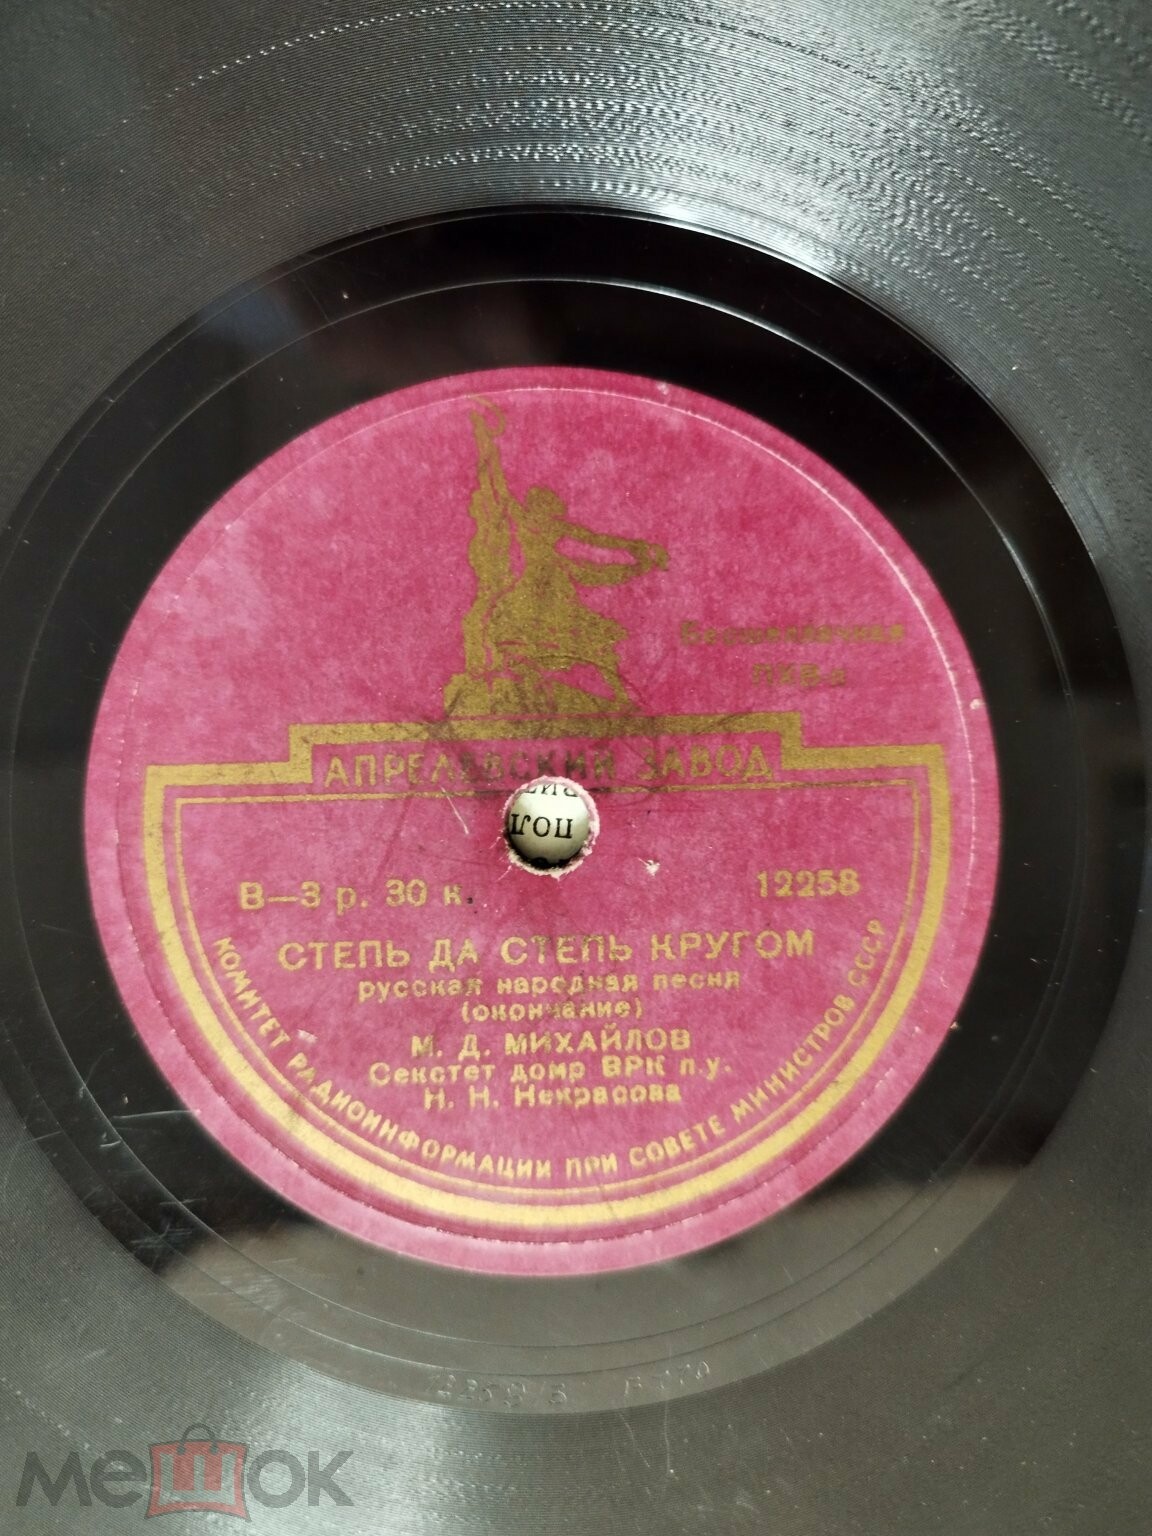 Бесшеллачная
АПРЕЛЕВСКИЙ ЗАВОД
В—3 р. 30 к.
12258
СТЕПЬ ДА СТЕПЬ КРУГОМ
русская народная песня
(окончание)
М. Д. МИХАЙЛОВ
Секстет домр ВРК п.у.
Н. Н. Некрасова
КОМИТЕТ РАДИОИНФОРМАЦИИ ПРИ СОВЕТЕ МИНИСТРОВ СССР
мешок